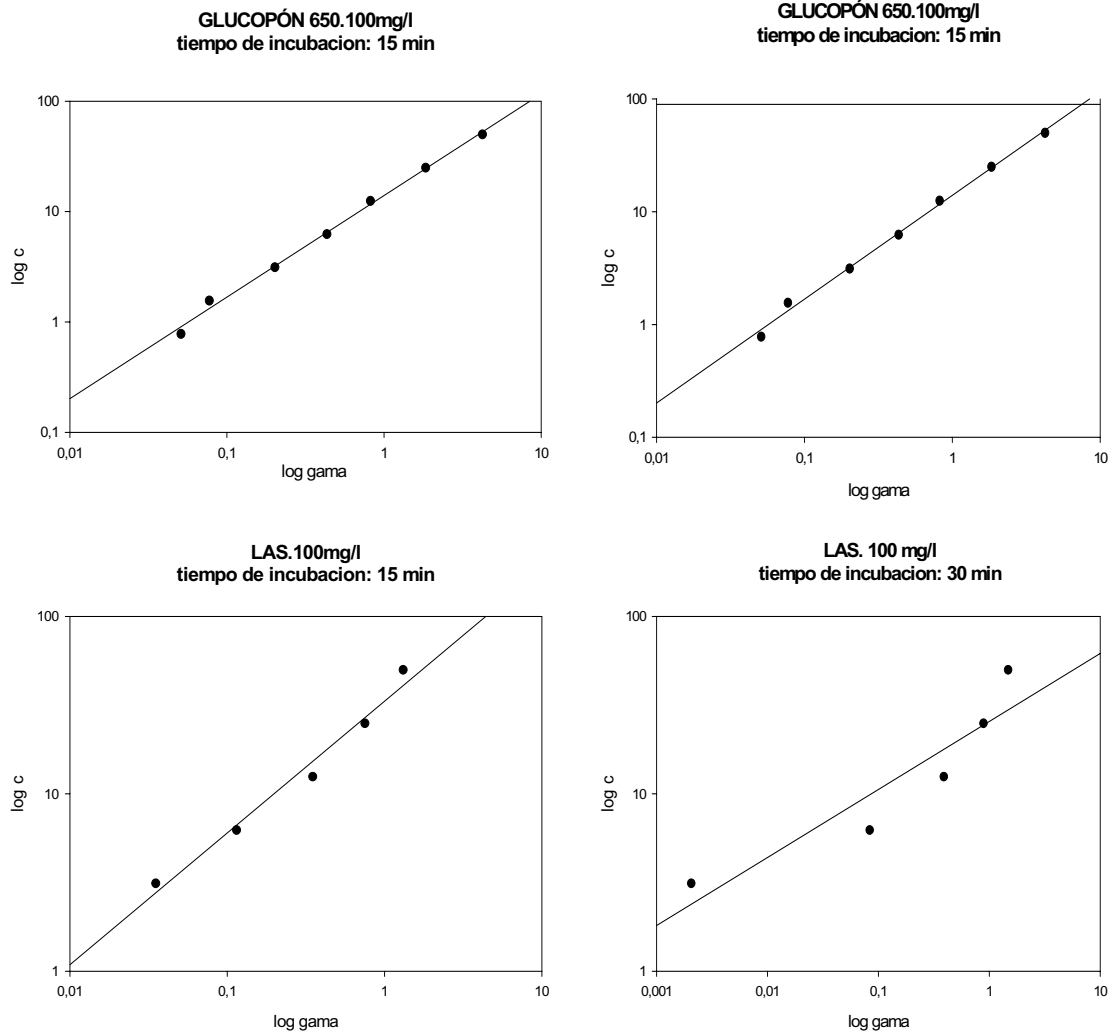 GLUCOPÓN 650.100mg/l
tiempo de incubacion: 15 min
100
10
1
0,1
log c
0,01
0,1
1
10
log gama
GLUCOPÓN 650.100mg/l
tiempo de incubacion: 15 min
100
10
1
0,1
log c
0,01
0,1
1
10
log gama
LAS.100mg/l
tiempo de incubacion: 15 min
100
10
1
log c
0,01
0,1
1
10
log gama
LAS. 100 mg/l
tiempo de incubacion: 30 min
100
10
1
log c
0,001
0,01
0,1
1
10
log gama